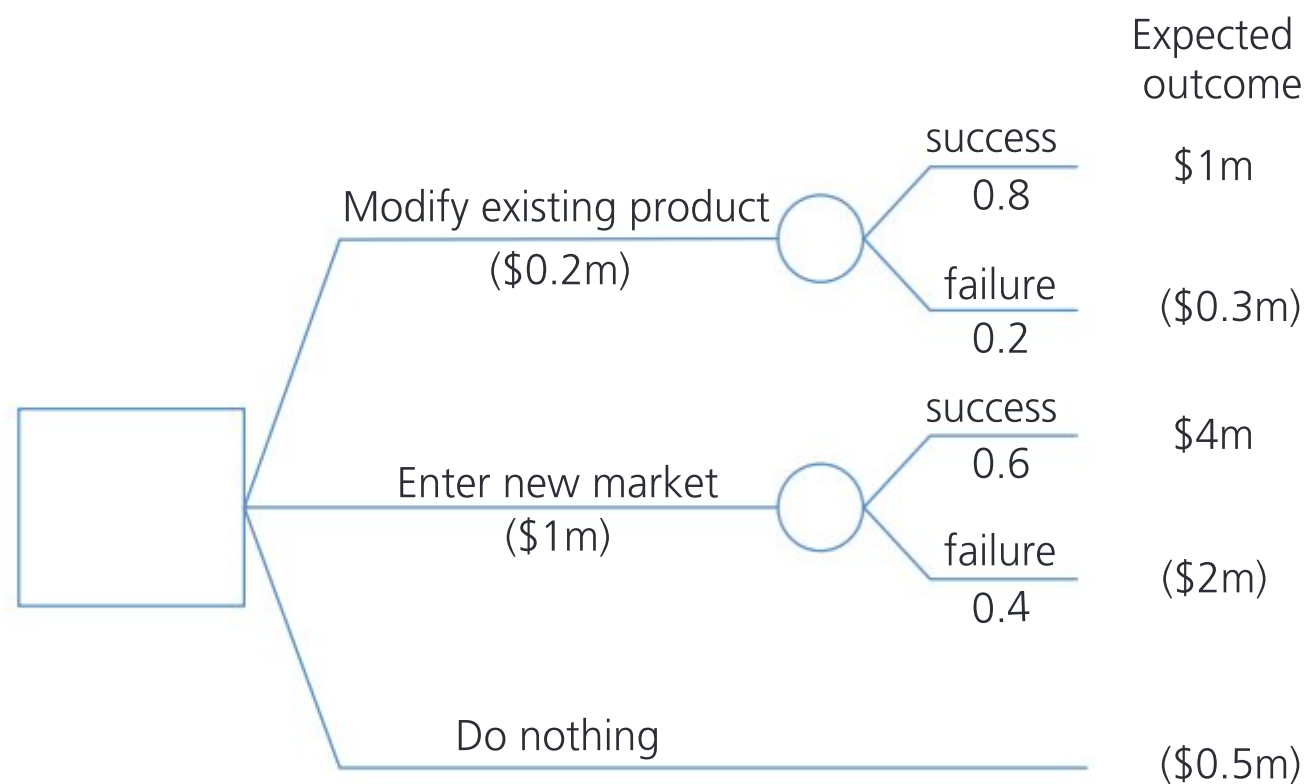 Expected
outcome
success
$1m
0.8
Modify existing product
($0.2m)
failure
($0.3m)
0.2
success
$4m
0.6
Enter new market
($1m)
failure
($2m)
0.4
Do nothing
($0.5m)